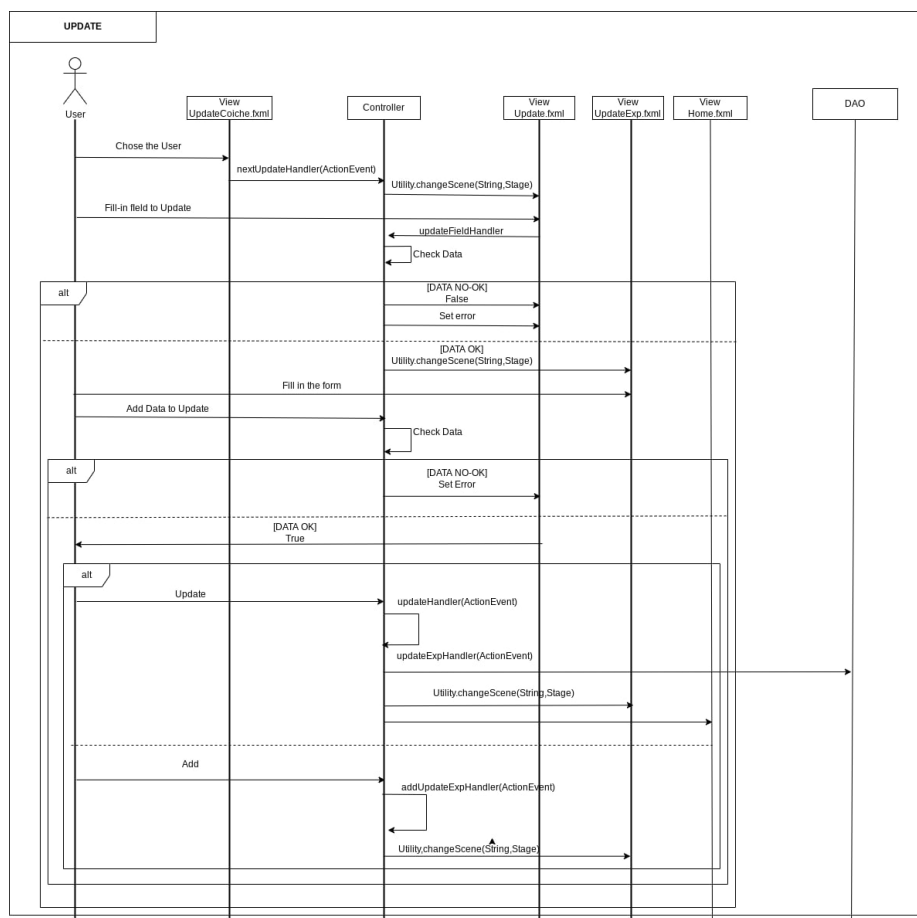 UPDATE
User
View
UpdateCoiche.fxml
Controller
View
Update.fxml
View
UpdateExp.fxml
View
Home.fxml
DAO
Chose the User
nextUpdateHandler(ActionEvent)
Utility.changeScene(String,Stage)
Fill-in field to Update
updateFieldHandler
Check Data
alt
[DATA NO-OK]
False
Set error
[DATA OK]
Utility.changeScene(String,Stage)
Fill in the form
Add Data to Update
Check Data
alt
[DATA NO-OK]
Set Error
[DATA OK]
True
alt
Update
updateHandler(ActionEvent)
updateExpHandler(ActionEvent)
Utility.changeScene(String,Stage)
Add
addUpdateExpHandler(ActionEvent)
Utility,changeScene(String,Stage)